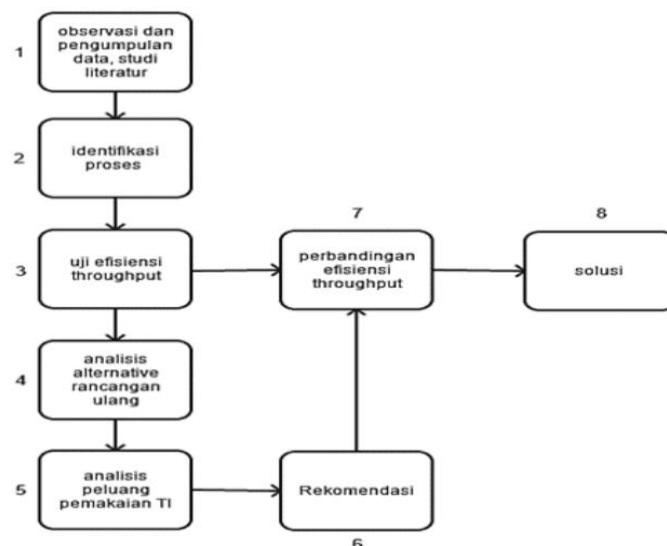 1
observasi dan
pengumpulan
data, studi
literatur
2
identifikasi
proses
3
uji efisiensi
throughput
4
analisis
alternative
rancangan
ulang
5
analisis
peluang
pemakaian TI
Rekomendasi
6
7
perbandingan
efisiensi
throughput
8
solusi